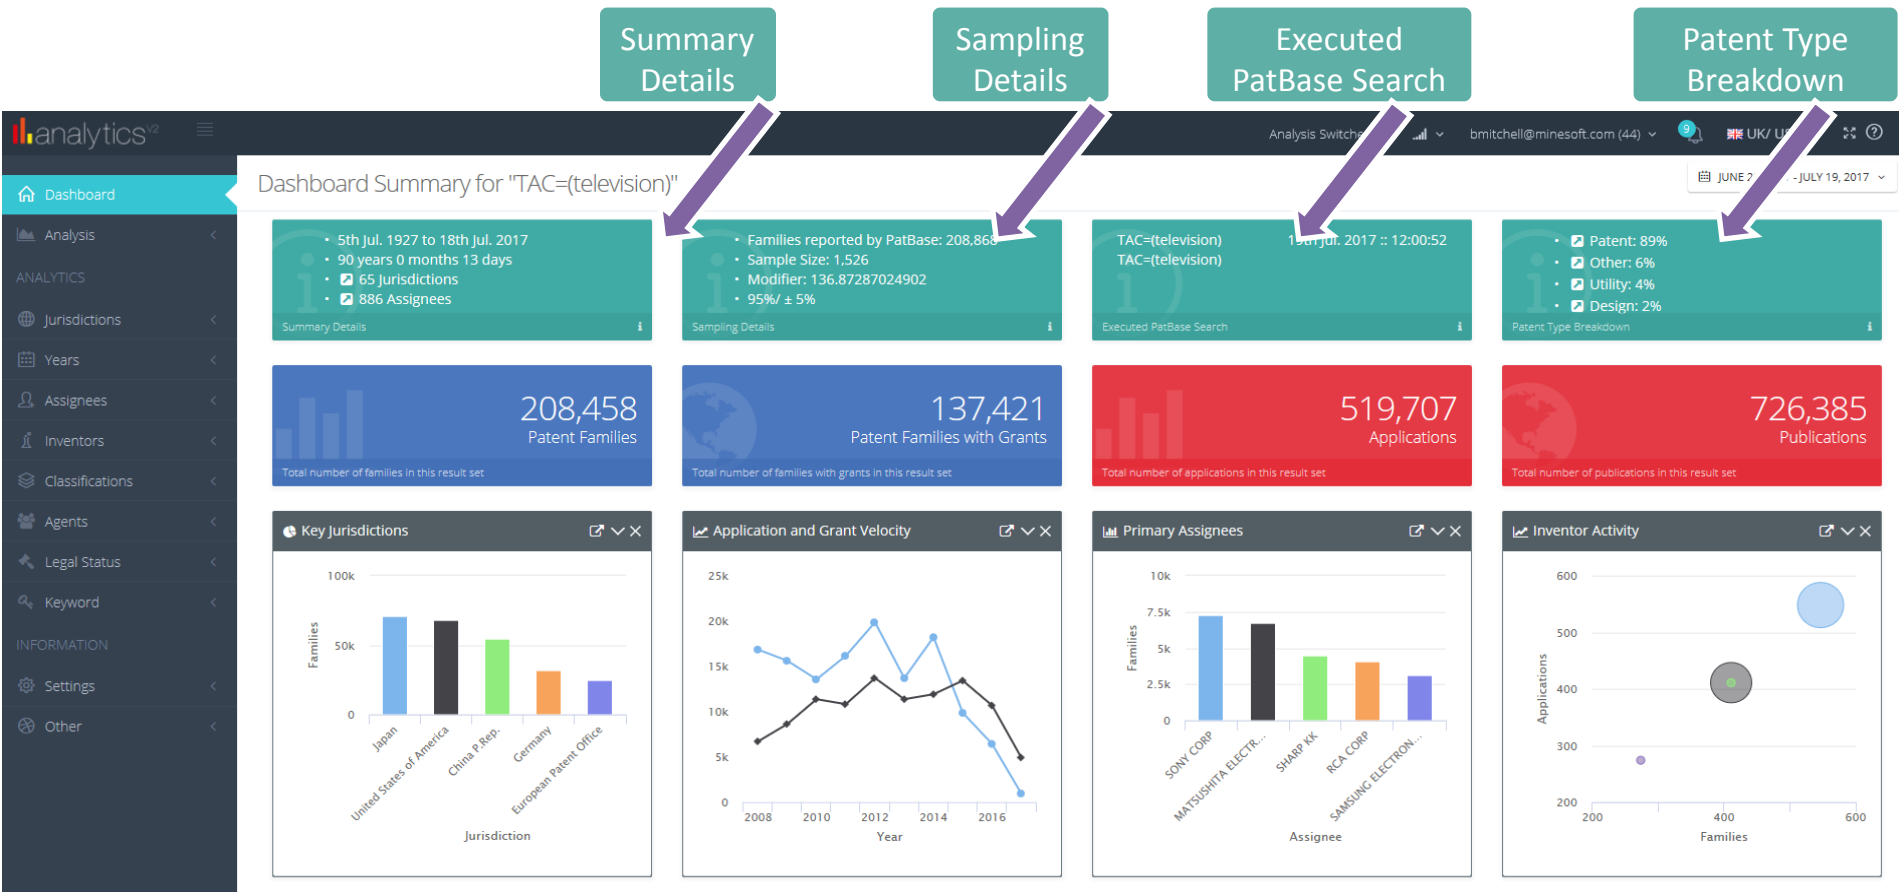 Summary
Details
Sampling
Details
Executed
PatBase Search
Patent Type
Breakdown
analytics V2
Analysis
bmitchell@minesoft.com (44)
9
UK/
Dashboard Summary for "TAC=(television)"
JUNE
- JULY 19, 2017
Dashboard
Analysis
ANALYTICS
Jurisdictions
Years
Assignees
Inventors
Classifications
Agents
Legal Status
Keyword
INFORMATION
Settings
Other
5th Jul. 1927 to 18th Jul. 2017
90 years 0 months 13 days
65 Jurisdictions
886 Assignees
Summary Details
Families reported by PatBase: 208,868
Sample Size: 1,526
Modifier: 136.87287024902
95%/ ± 5%
Sampling Details
TAC=(television) Jul. 2017 :: 12:00:52
TAC=(television)
Executed PatBase Search
Patent: 89%
Other: 6%
Utility: 4%
Design: 2%
Patent Type Breakdown
208,458
Patent Families
Total number of families in this result set
137,421
Patent Families with Grants
Total number of families with grants in this result set
519,707
Applications
Total number of applications in this result set
726,385
Publications
Total number of publications in this result set
Key Jurisdictions
100k
50k
0
Families
Japan
United States of America
China P.Rep.
Germany
European Patent Office
Jurisdiction
Application and Grant Velocity
25k
20k
15k
10k
5k
0
2008 2010 2012 2014 2016
Year
Primary Assignees
10k
7.5k
5k
2.5k
0
Families
SONY CORP
MATSUSHITA ELECTR...
SHARP KK
RCA CORP
SAMSUNG ELECTRON...
Assignee
Inventor Activity
600
500
400
300
200
Applications
200 400 600
Families